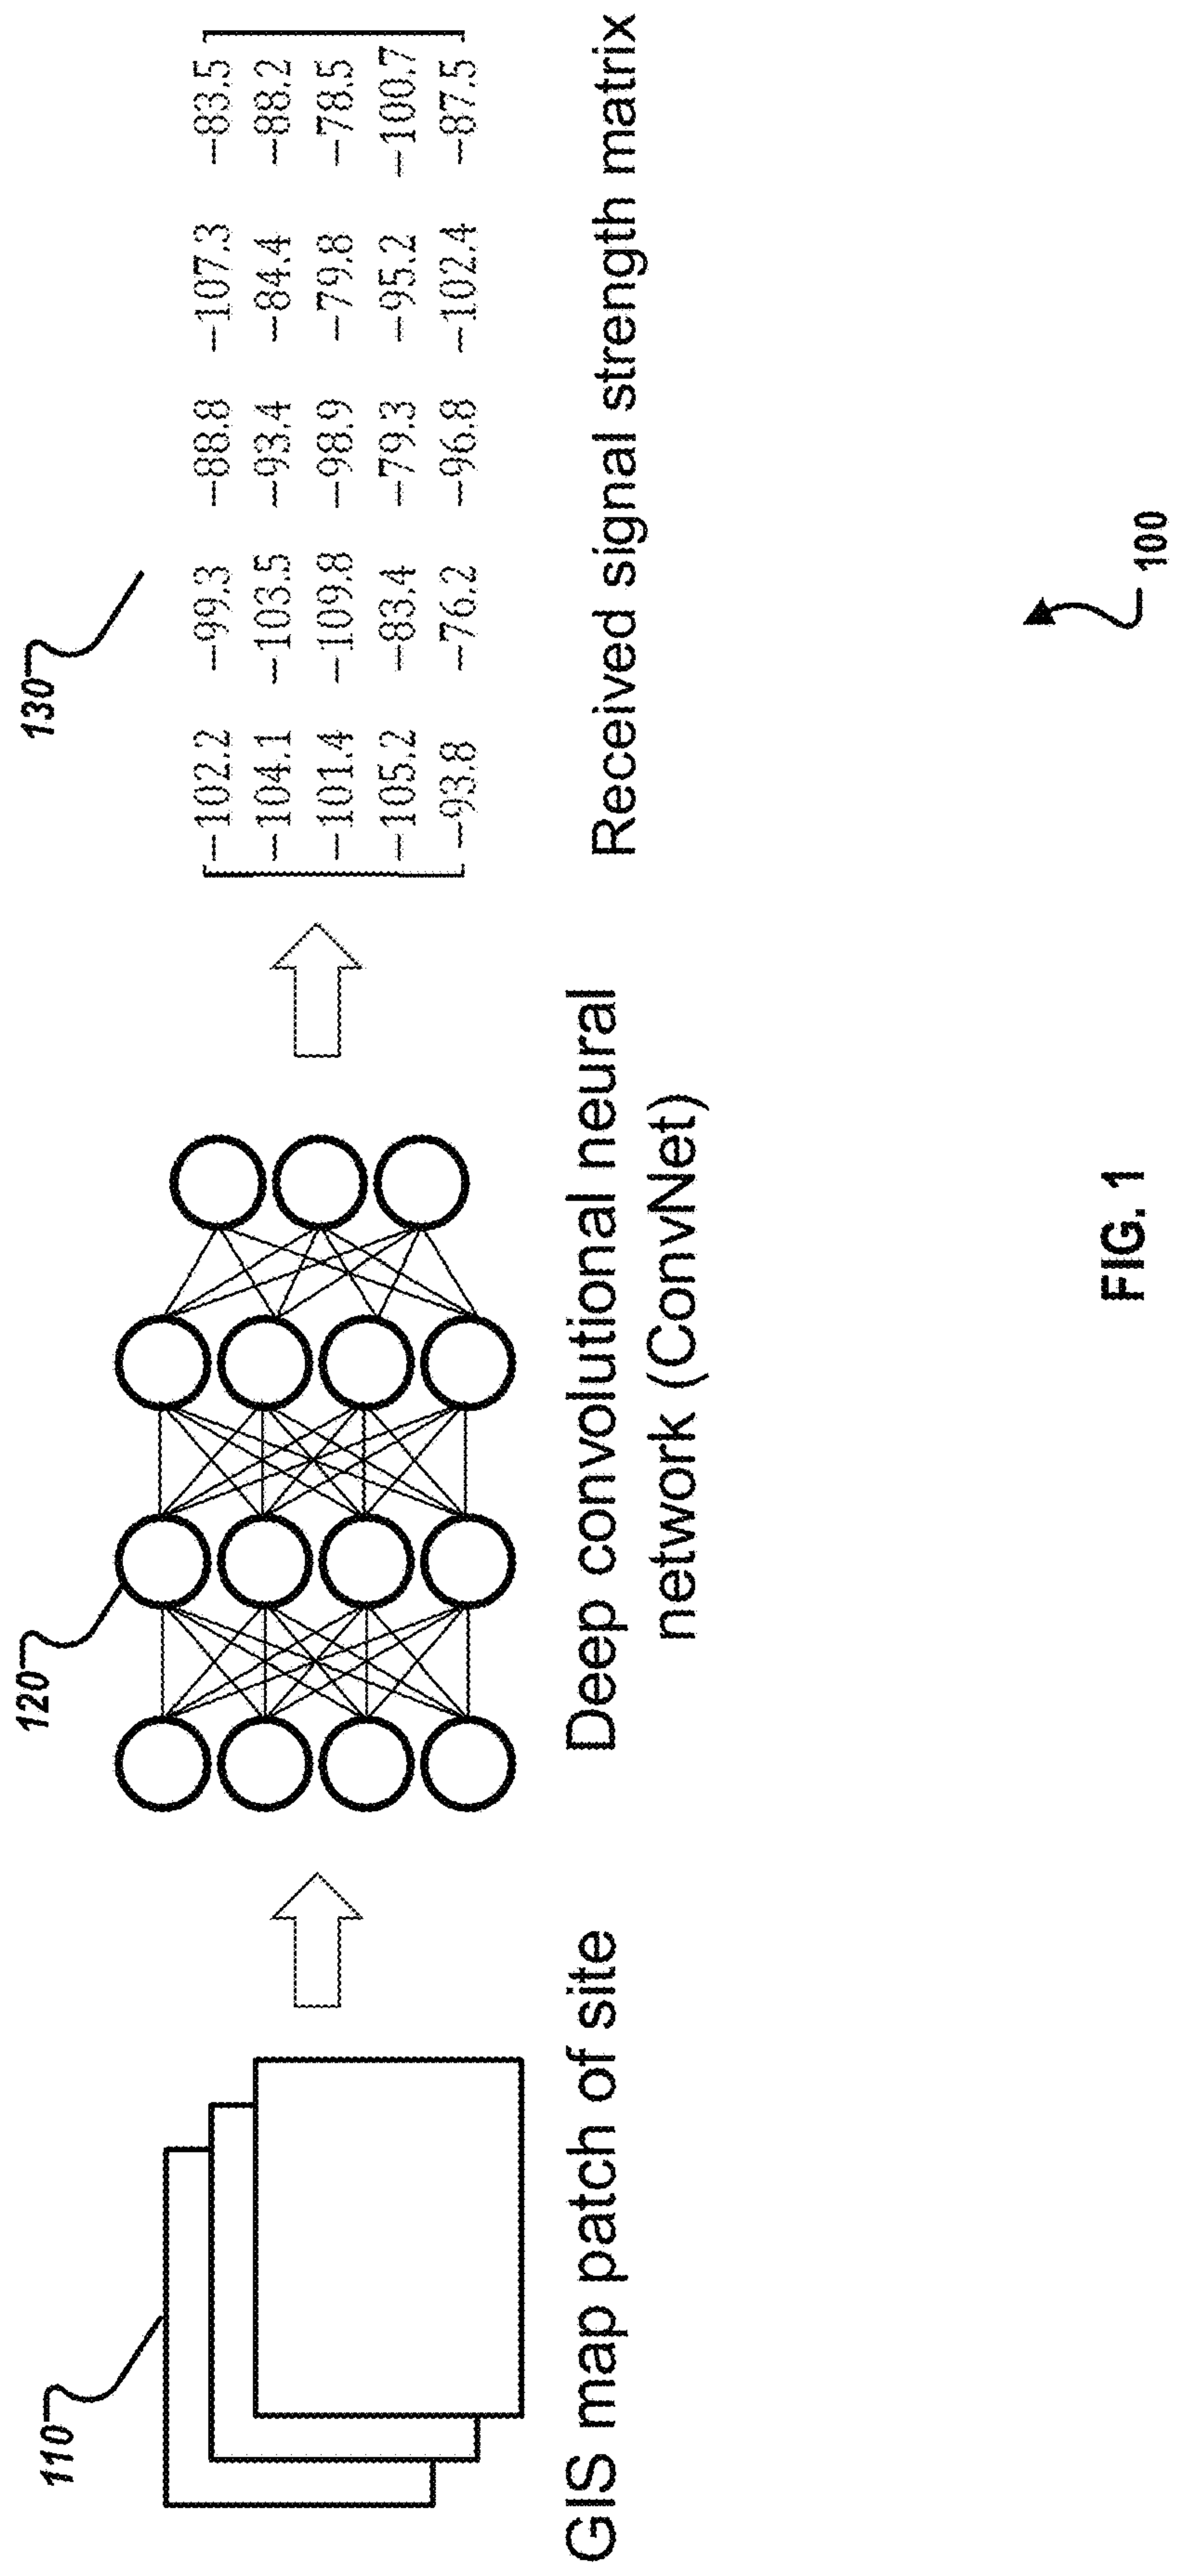 110
120
130
−102.2 −99.3 −88.8 −107.3 −83.5
−104.1 −103.5 −93.4 −84.4 −88.2
−101.4 −109.8 −98.9 −79.8 −78.5
−105.2 −83.4 −79.3 −95.2 −100.7
−93.8 −76.2 −96.8 −102.4 −87.5
GIS map patch of site
Deep convolutional neural
network (ConvNet)
Received signal strength matrix
100
FIG. 1